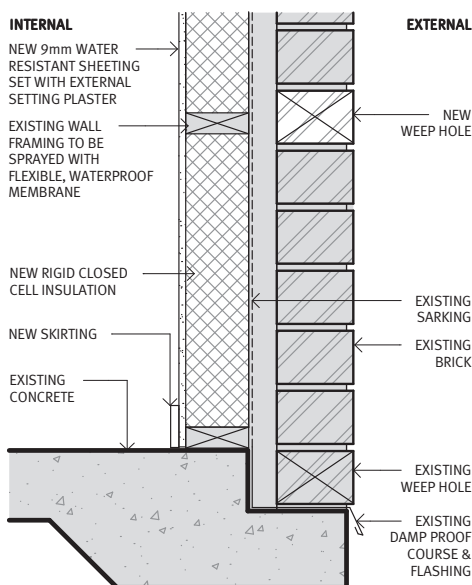 INTERNAL
NEW 9mm WATER
RESISTANT SHEETING
SET WITH EXTERNAL
SETTING PLASTER
EXISTING WALL
FRAMING TO BE
SPRAYED WITH
FLEXIBLE, WATERPROOF
MEMBRANE
NEW RIGID CLOSED
CELL INSULATION
NEW SKIRTING
EXISTING
CONCRETE
EXTERNAL
NEW
WEEP HOLE
EXISTING
SARKING
EXISTING
BRICK
EXISTING
WEEP HOLE
EXISTING
DAMP PROOF
COURSE &
FLASHING